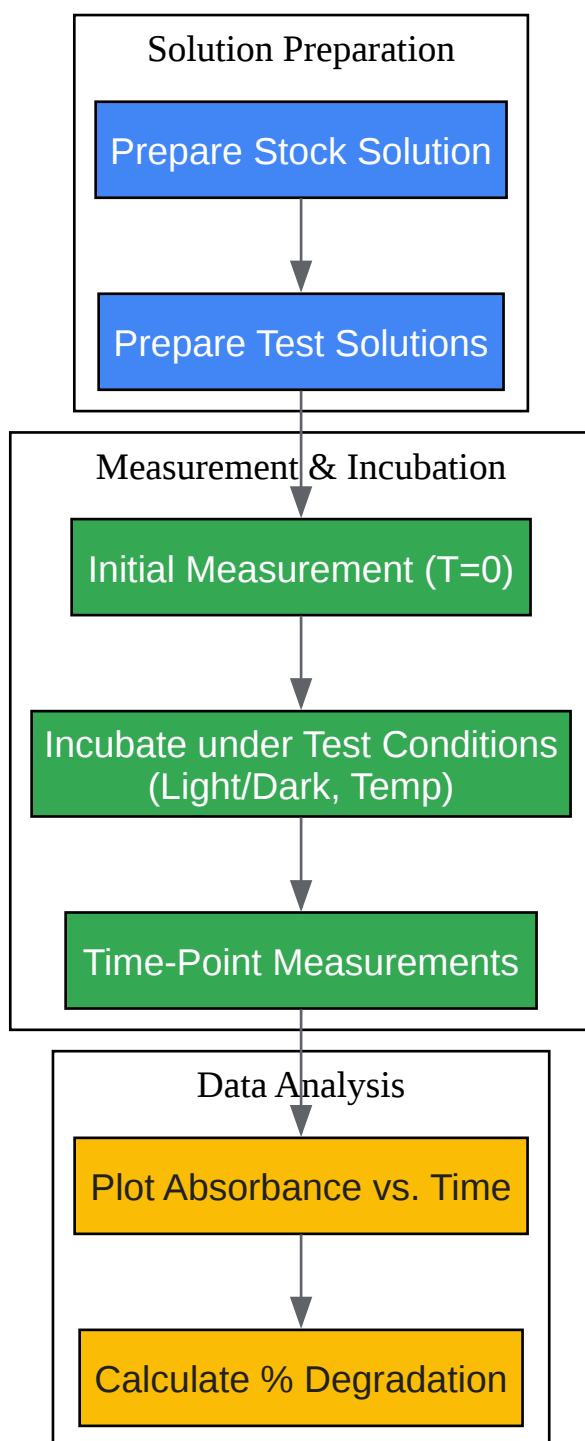 Solution Preparation
Prepare Stock Solution
Prepare Test Solutions
Measurement & Incubation
Initial Measurement (T=0)
Incubate under Test Conditions
(Light/Dark, Temp)
Time-Point Measurements
Data Analysis
Plot Absorbance vs. Time
Calculate % Degradation